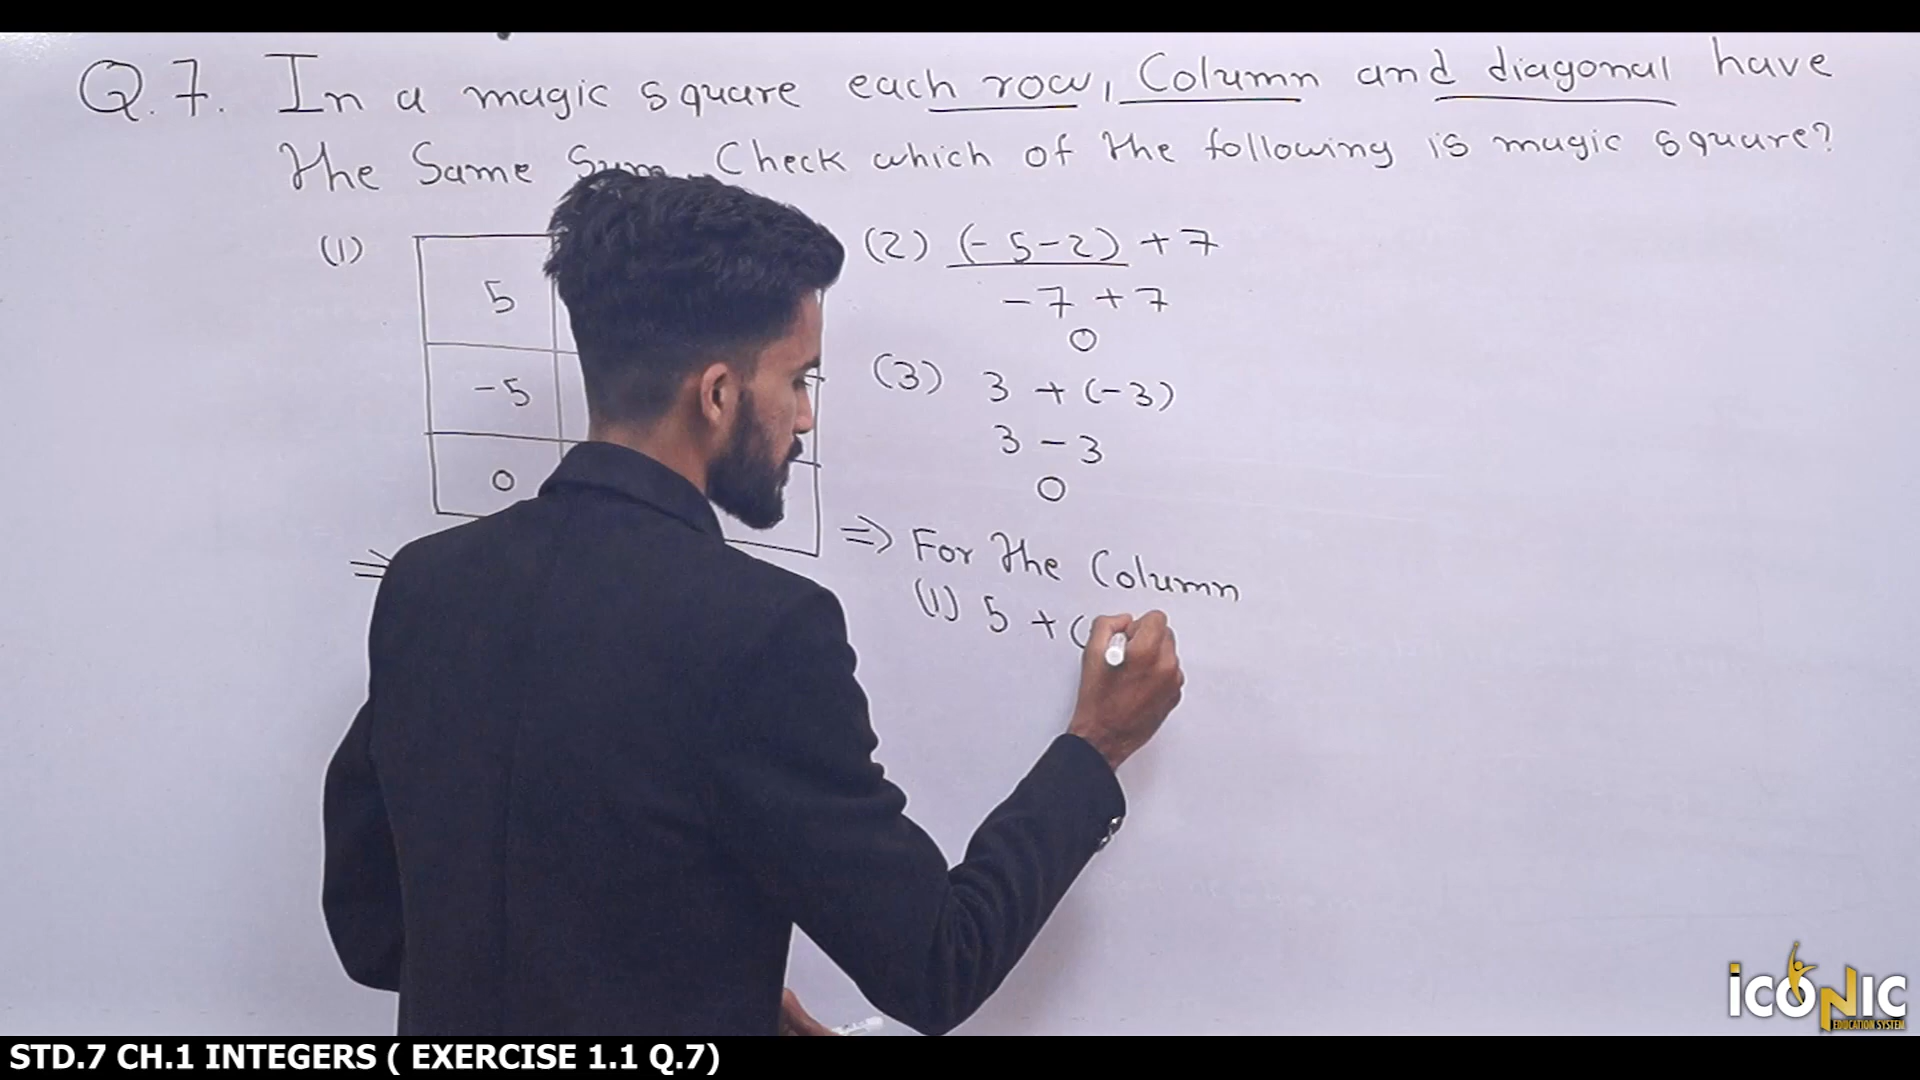 Q.7. In a magic square each row, Column and diagonal have
the Same Sum. Check which of the following is magic square?
(1)
5
-5
0
(2) (-5-2) + 7
-7 + 7
0
(3) 3 + (-3)
3 - 3
0
⇒ For the Column
(1) 5 + (
ICONIC
EDUCATION SYSTEM
STD.7 CH.1 INTEGERS ( EXERCISE 1.1 Q.7)